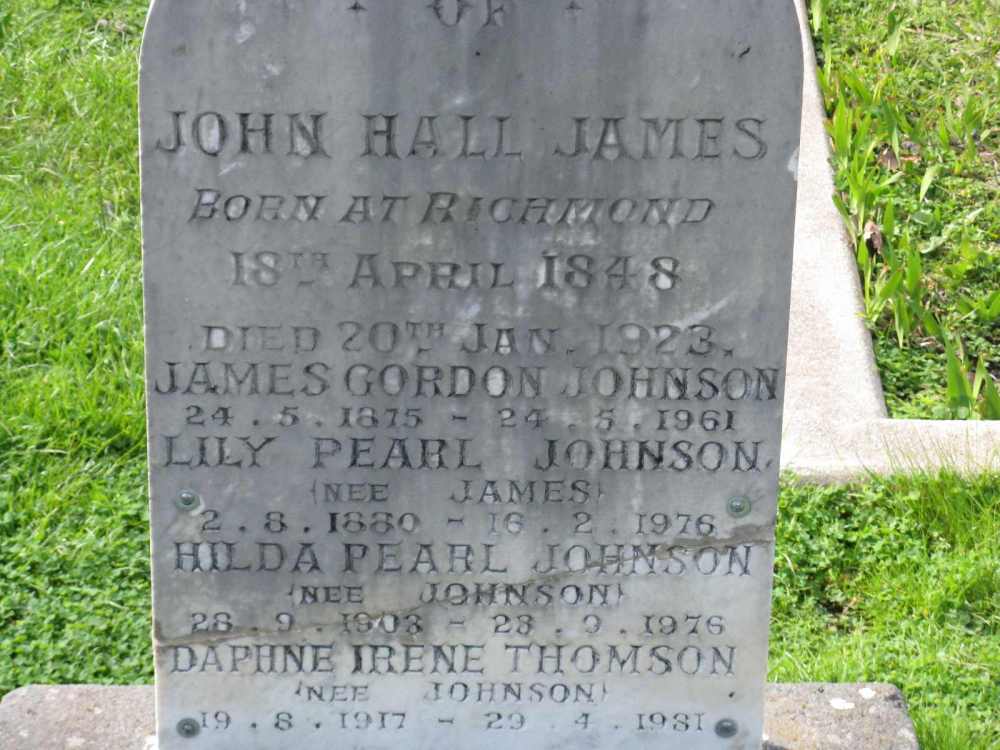 OF
JOHN HALL JAMES
BORN AT RICHMOND
18TH APRIL 1848
DIED 20TH JAN. 1923.
JAMES GORDON JOHNSON
24 . 5 . 1875 - 24 . 5 . 1961
LILY PEARL JOHNSON
(NEE JAMES)
2 . 8 . 1880 - 16 . 2 . 1976
HILDA PEARL JOHNSON
(NEE JOHNSON)
28 . 9 . 1903 - 23 . 9 . 1976
DAPHNE IRENE THOMSON
(NEE JOHNSON)
19 . 8 . 1917 - 29 . 4 . 1981